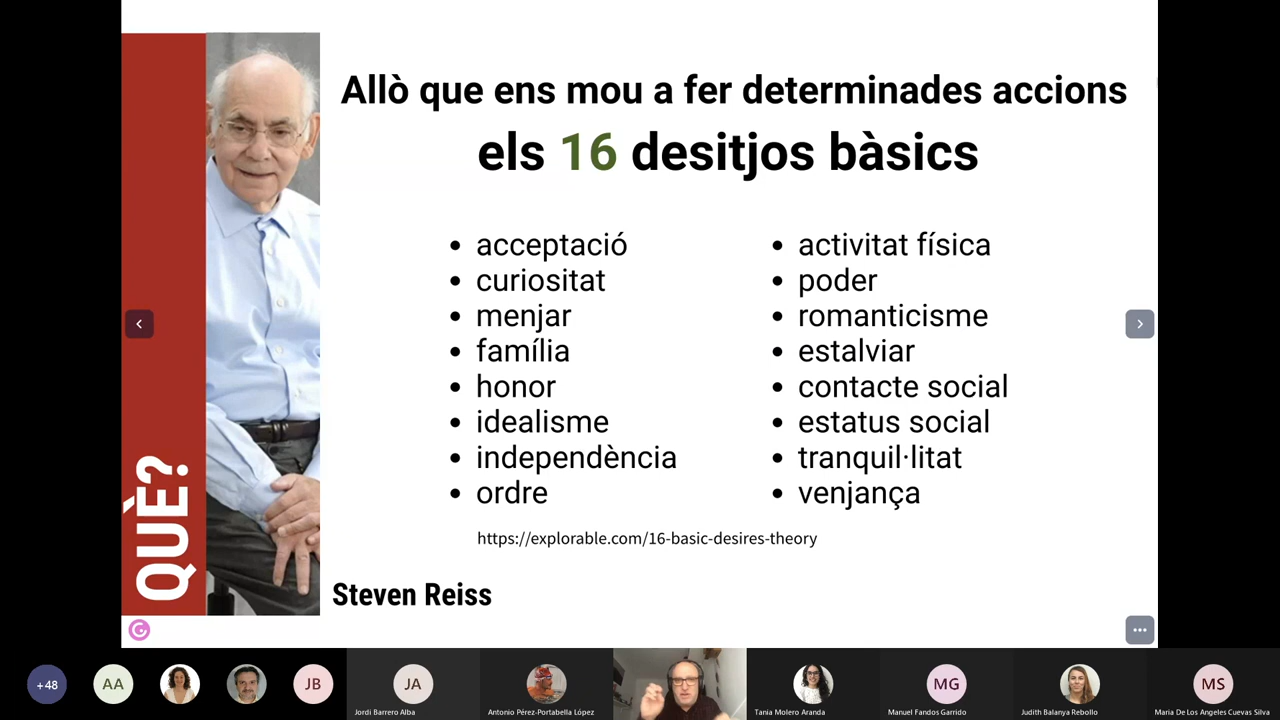 QUÈ?
Allò que ens mou a fer determinades accions
els 16 desitjos bàsics
acceptació
curiositat
menjar
família
honor
idealisme
independència
ordre
activitat física
poder
romanticisme
estalviar
contacte social
estatus social
tranquil·litat
venjança
https://explorable.com/16-basic-desires-theory
Steven Reiss
+48
AA
JB
JA
Jordi Barrero Alba
Antonio Pérez-Portabella López
Tania Molero Aranda
MG
Manuel Fandos Garrido
Judith Balanya Rebollo
MS
Maria De Los Angeles Cuevas Silva